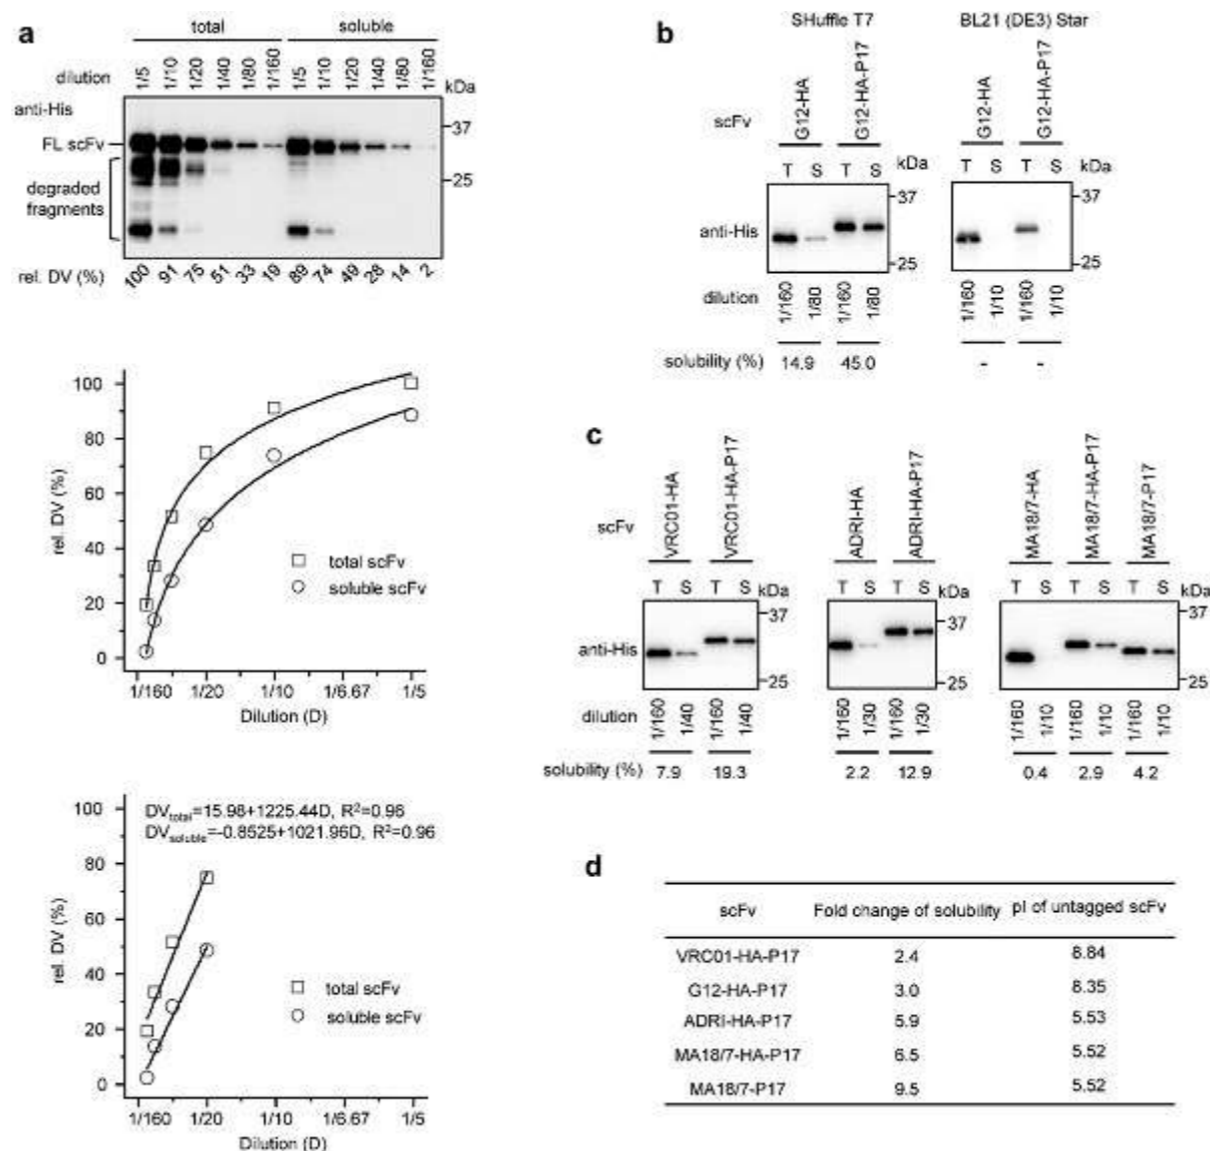 a
total soluble
dilution 1/5 1/10 1/20 1/40 1/80 1/160 1/5 1/10 1/20 1/40 1/80 1/160 kDa
anti-His
37
FL scFv
25
degraded
fragments
rel. DV (%) 100 91 75 51 33 19 89 74 49 28 14 2
100
80
60
40
20
0
rel. DV (%)
total scFv
soluble scFv
1/160 1/20 1/10 1/6.67 1/5
Dilution (D)
DVtotal=15.98+1225.44D, R²=0.96
DVsoluble=-0.8525+1021.96D, R²=0.96
100
80
60
40
20
0
rel. DV (%)
total scFv
soluble scFv
1/160 1/20 1/10 1/6.67 1/5
Dilution (D)
b
SHuffle T7 BL21 (DE3) Star
scFv G12-HA G12-HA-P17 G12-HA G12-HA-P17
T S T S kDa T S T S kDa
37 37
anti-His
25 25
dilution 1/160 1/80 1/160 1/80 1/160 1/10 1/160 1/10
solubility (%) 14.9 45.0 - -
c
scFv VRC01-HA VRC01-HA-P17 ADRI-HA ADRI-HA-P17 MA18/7-HA MA18/7-HA-P17 MA18/7-P17
T S T S kDa T S T S kDa T S T S T S kDa
37 37 37
anti-His
25 25 25
dilution 1/160 1/40 1/160 1/40 1/160 1/30 1/160 1/30 1/160 1/10 1/160 1/10 1/160 1/10
solubility (%) 7.9 19.3 2.2 12.9 0.4 2.9 4.2
d
scFv Fold change of solubility pI of untagged scFv
VRC01-HA-P17 2.4 8.84
G12-HA-P17 3.0 8.35
ADRI-HA-P17 5.9 5.53
MA18/7-HA-P17 6.5 5.52
MA18/7-P17 9.5 5.52